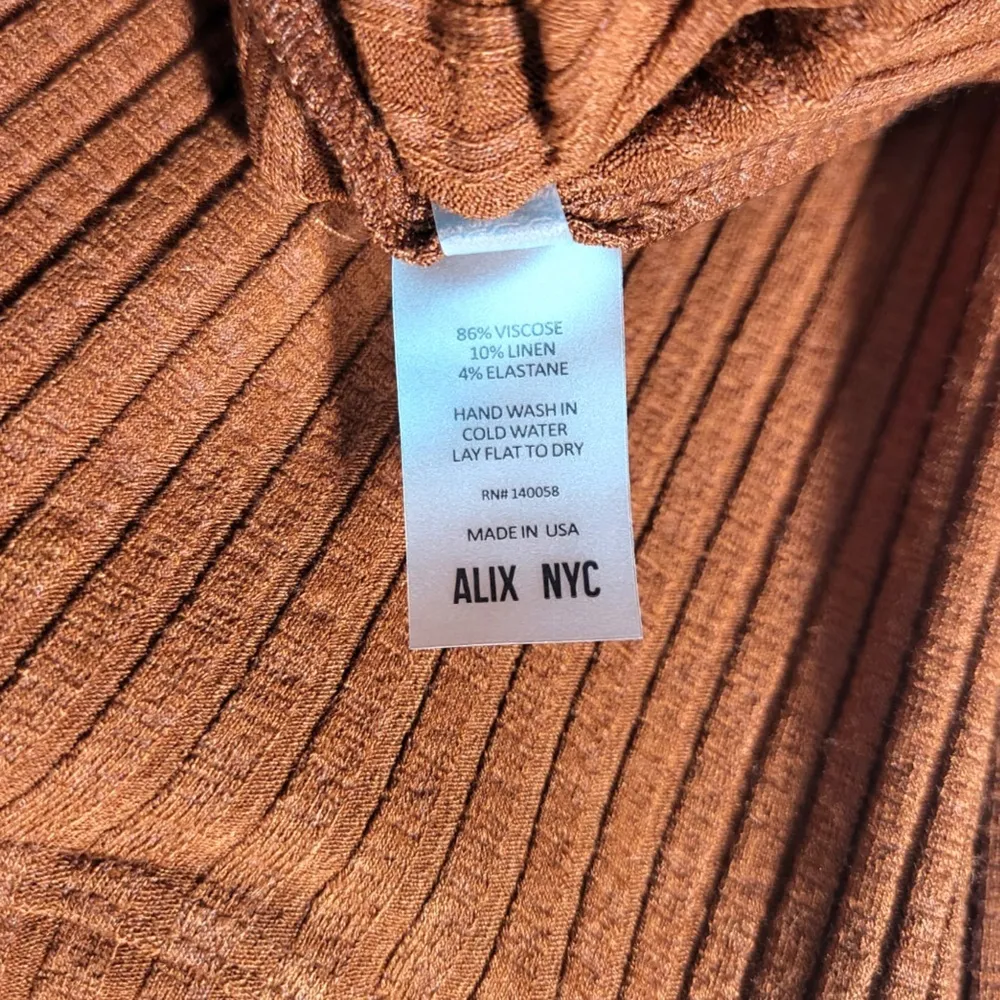 86% VISCOSE
10% LINEN
4% ELASTANE
HAND WASH IN
COLD WATER
LAY FLAT TO DRY
RN# 140058
MADE IN USA
ALIX NYC